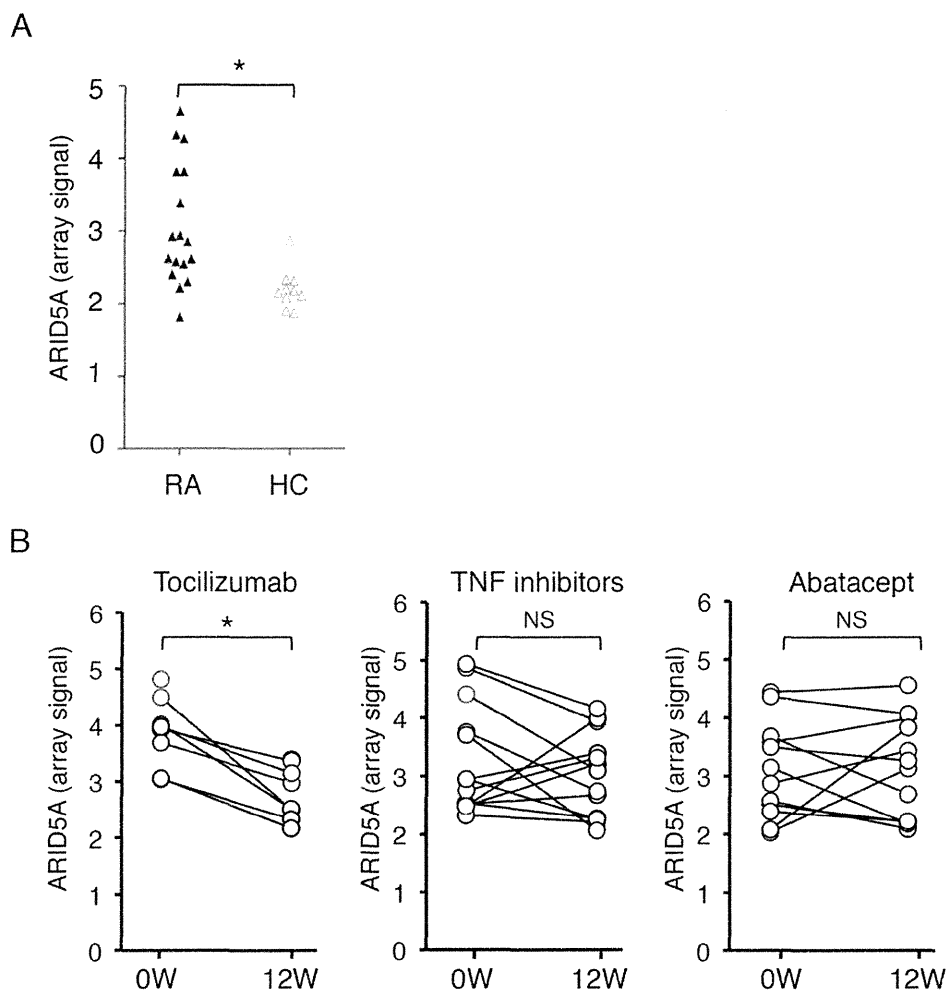 A
*
ARID5A (array signal)
5
4
3
2
1
0
RA HC
B
Tocilizumab
*
ARID5A (array signal)
6
5
4
3
2
1
0
0W 12W
TNF inhibitors
NS
ARID5A (array signal)
6
5
4
3
2
1
0
0W 12W
Abatacept
NS
ARID5A (array signal)
6
5
4
3
2
1
0
0W 12W